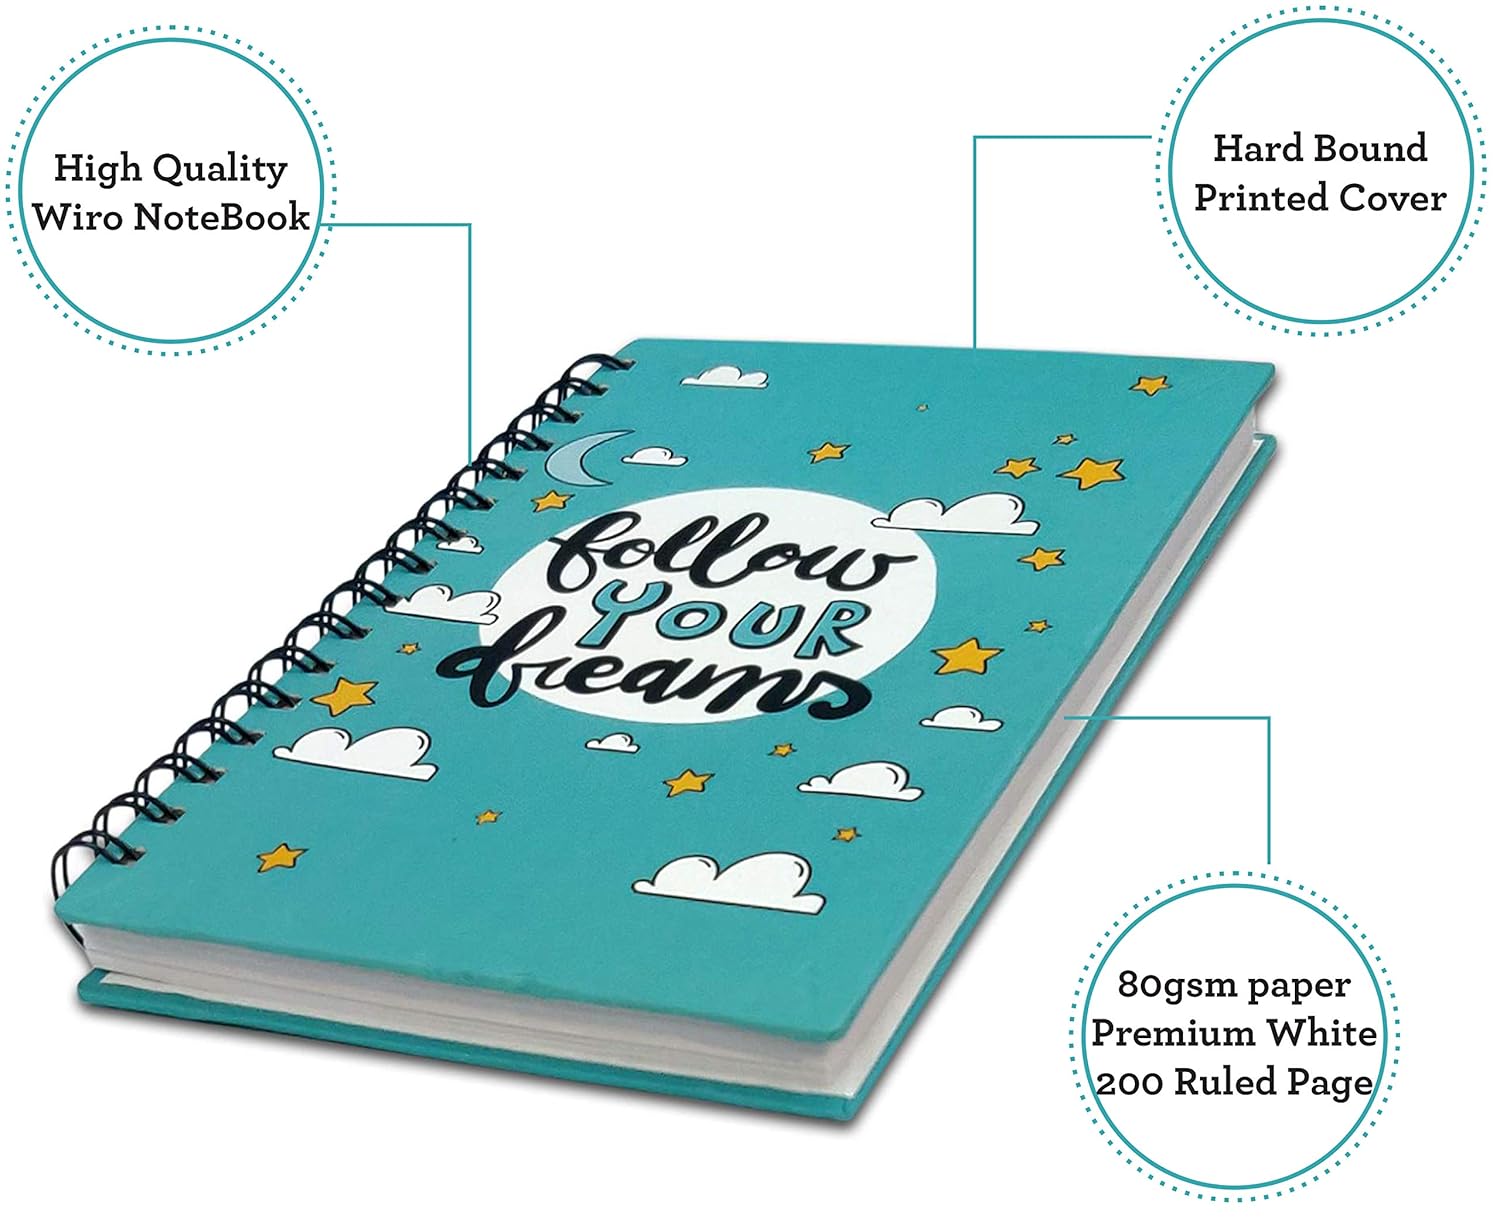 High Quality
Wiro NoteBook
Hard Bound
Printed Cover
follow
YOUR
dreams
80gsm paper
Premium White
200 Ruled Page